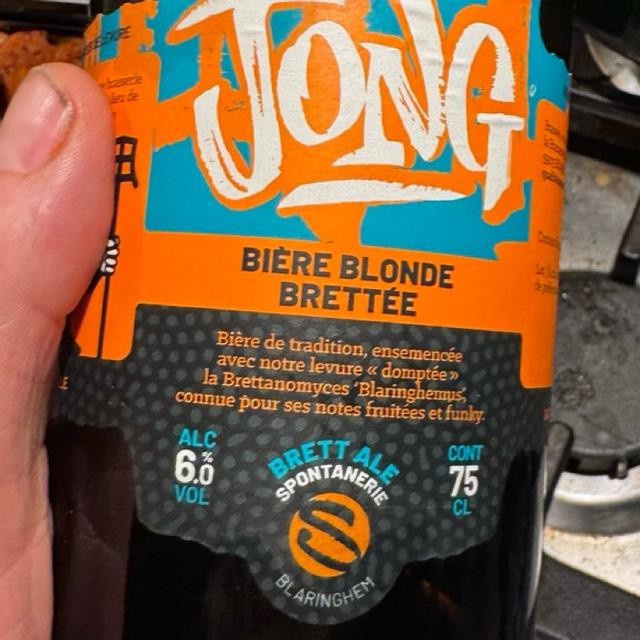 JONG
BIÈRE BLONDE
BRETTÉE
Bière de tradition, ensemencée
avec notre levure « domptée »
la Brettanomyces 'Blaringhemus',
connue pour ses notes fruitées et funky.
ALC
6.0 %
VOL
BRETT ALE
SPONTANERIE
BLARINGHEM
CONT
75
CL
brasserie